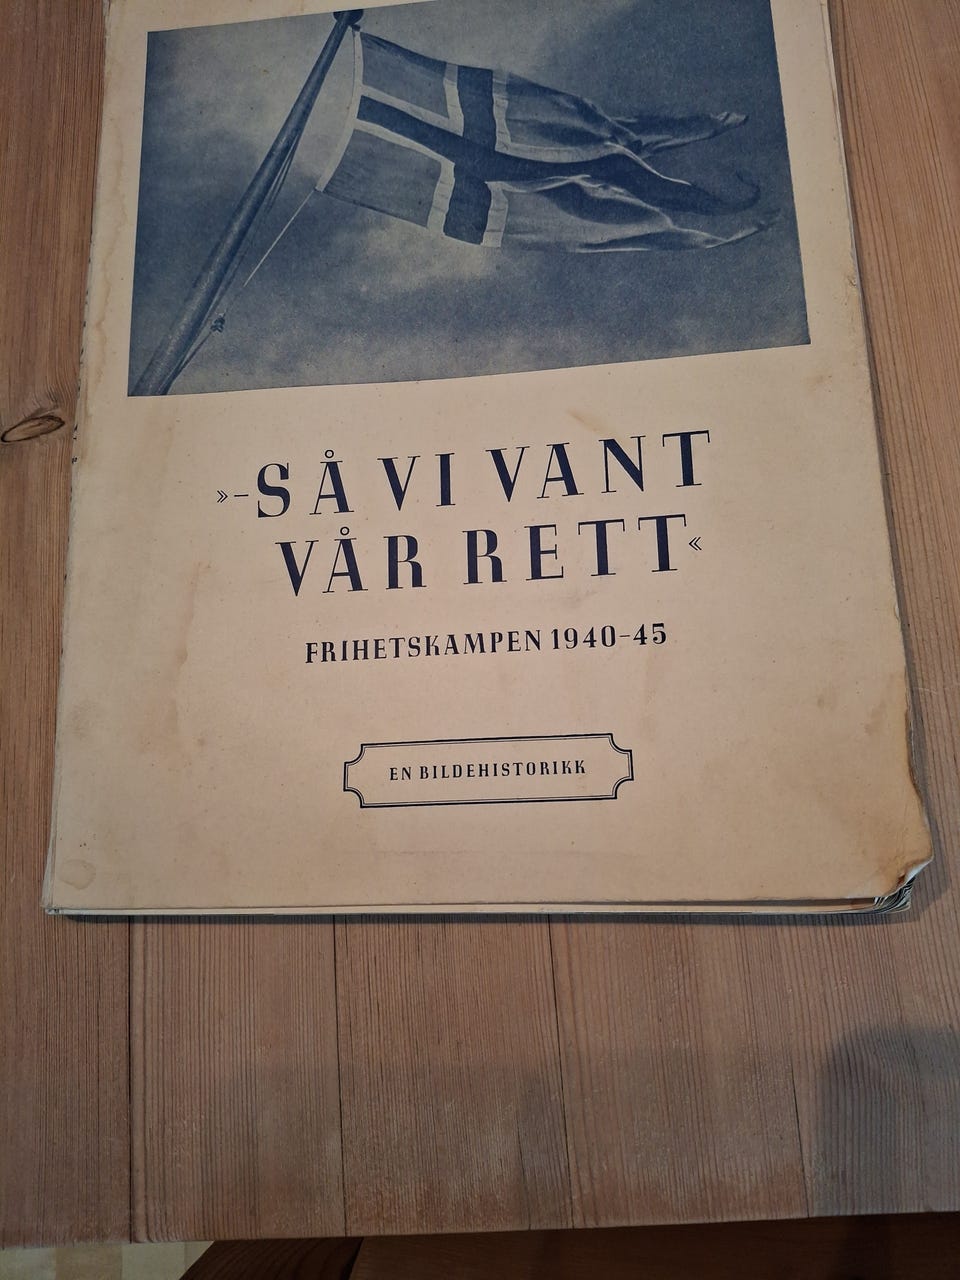 »-SÅ VI VANT
VÅR RETT«
FRIHETSKAMPEN 1940-45
EN BILDEHISTORIKK